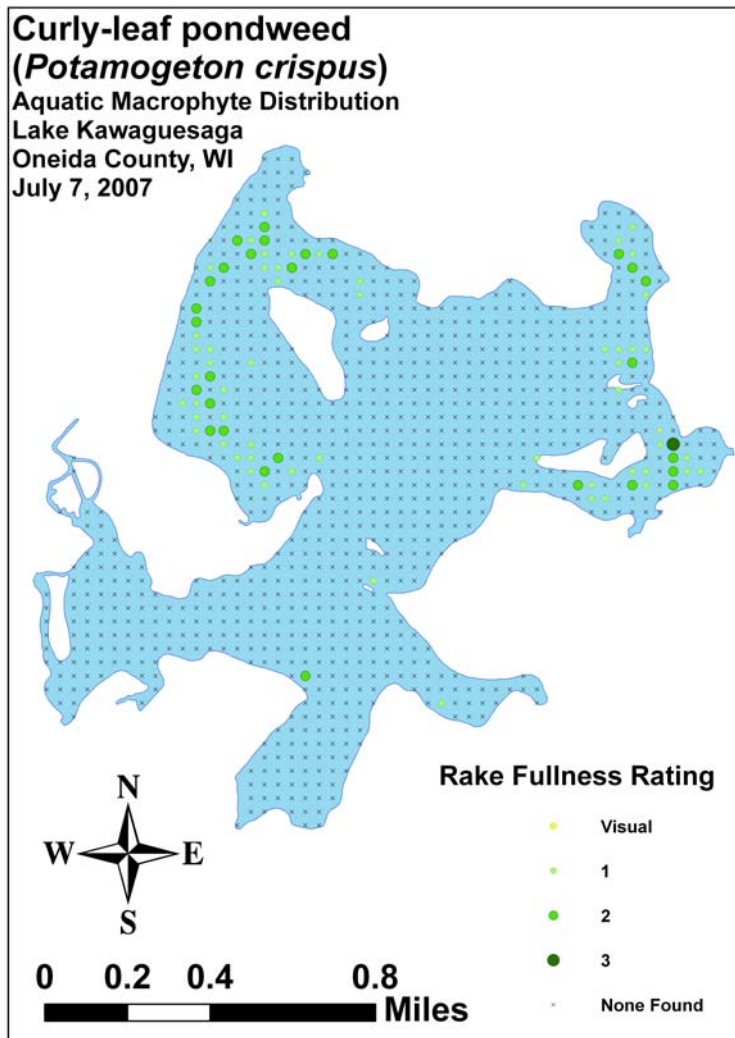 Curly-leaf pondweed
(Potamogeton crispus)
Aquatic Macrophyte Distribution
Lake Kawaguesaga
Oneida County, WI
July 7, 2007
Rake Fullness Rating
Visual
1
2
3
None Found
N
W E
S
0 0.2 0.4 0.8
Miles